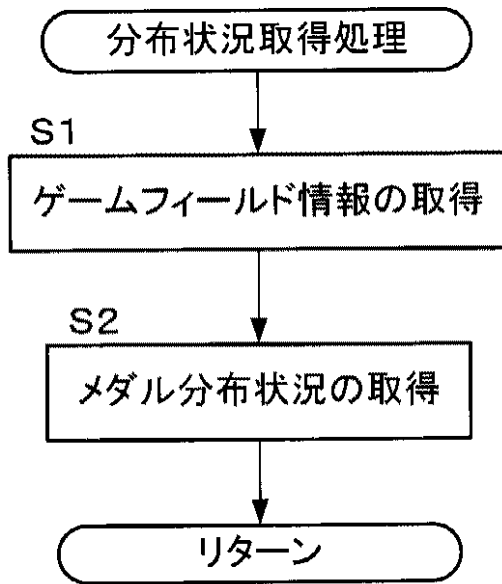 分布状況取得処理
S1
ゲームフィールド情報の取得
S2
メダル分布状況の取得
リターン